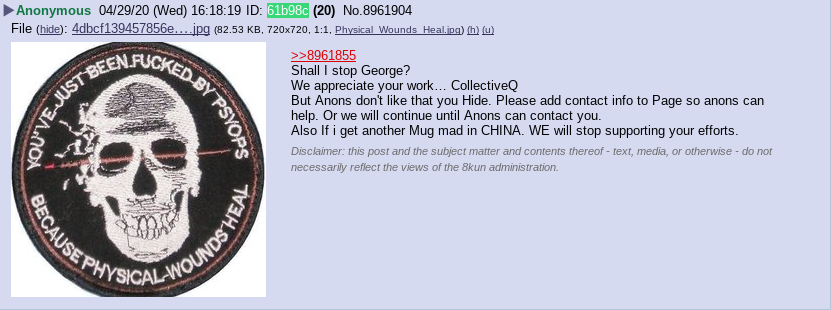 Anonymous 04/29/20 (Wed) 16:18:19 ID: 61b98c (20) No.8961904
File (hide): 4dbcf139457856e….jpg (82.53 KB, 720x720, 1:1, Physical_Wounds_Heal.jpg) (h) (u)
YOU'VE JUST BEEN FUCKED BY PSYOPS
BECAUSE PHYSICAL WOUNDS HEAL
>>8961855
Shall I stop George?
We appreciate your work… CollectiveQ
But Anons don't like that you Hide. Please add contact info to Page so anons can
help. Or we will continue until Anons can contact you.
Also If i get another Mug mad in CHINA. WE will stop supporting your efforts.
Disclaimer: this post and the subject matter and contents thereof - text, media, or otherwise - do not
necessarily reflect the views of the 8kun administration.